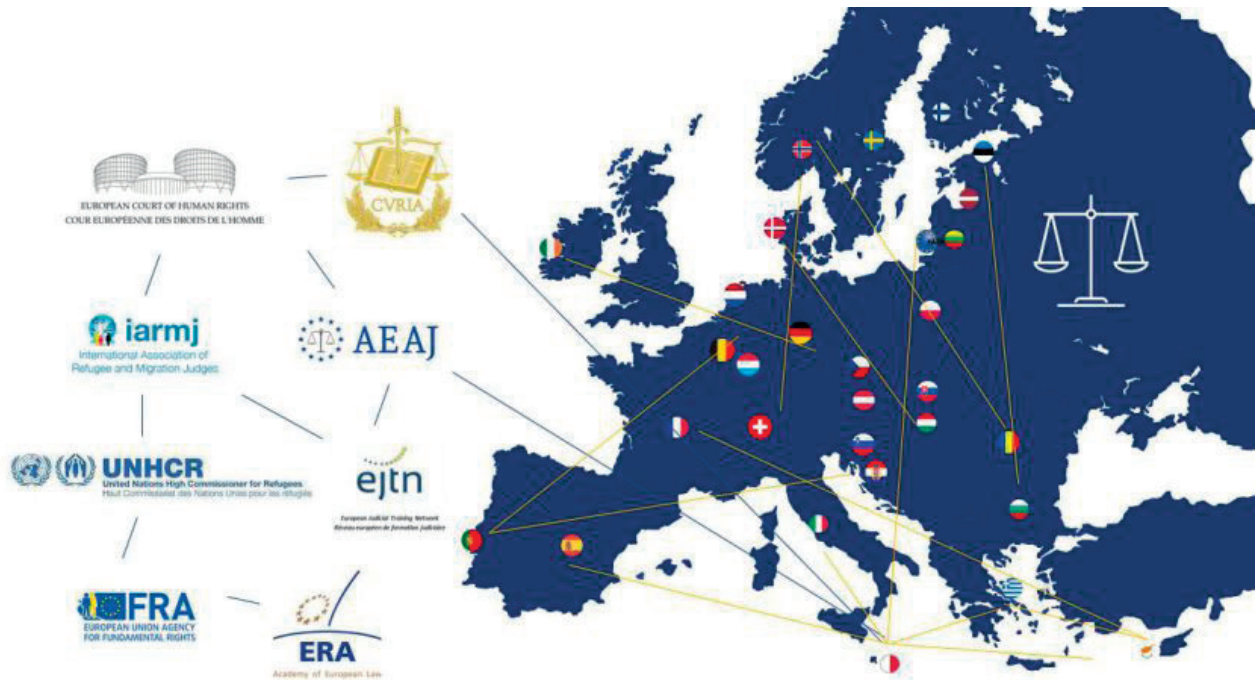 EUROPEAN COURT OF HUMAN RIGHTS
COUR EUROPÉENNE DES DROITS DE L'HOMME
CVRIA
iarmj
International Association of
Refugee and Migration Judges
AEAJ
UNHCR
United Nations High Commissioner for Refugees
Haut Commissariat des Nations Unies pour les réfugiés
ejtn
European Judicial Training Network
Réseau européen de formation judiciaire
FRA
EUROPEAN UNION AGENCY
FOR FUNDAMENTAL RIGHTS
ERA
Academy of European Law